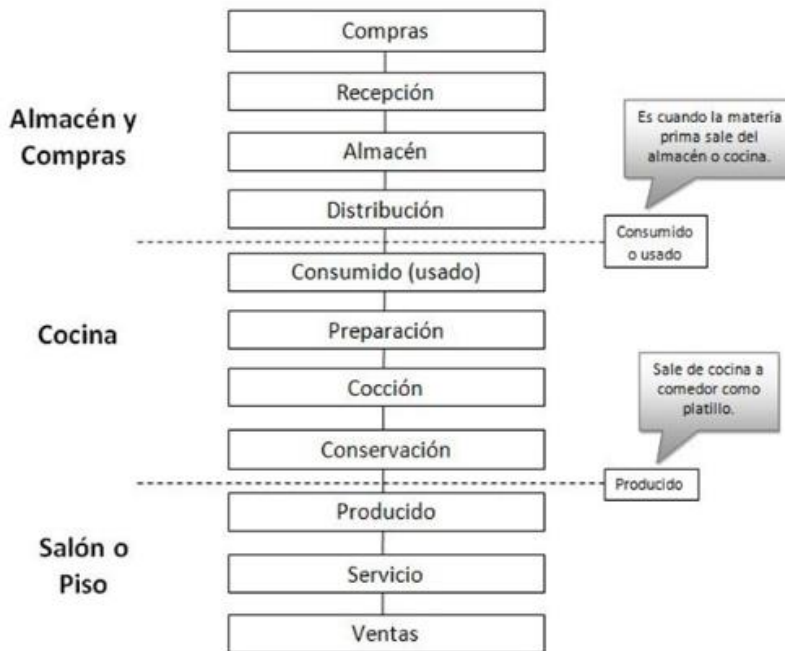 Compras
Recepción
Almacén y
Compras
Almacén
Distribución
Es cuando la materia
prima sale del
almacén o cocina.
Consumido
o usado
Consumido (usado)
Cocina
Preparación
Cocción
Conservación
Sale de cocina a
comedor como
platillo.
Producido
Producido
Salón o
Piso
Servicio
Ventas